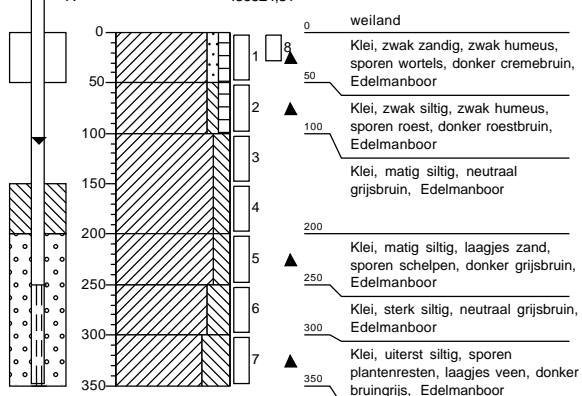 0
50
100
150
200
250
300
350
1
2
3
4
5
6
7
8
0
weiland
Klei, zwak zandig, zwak humeus,
sporen wortels, donker cremebruin,
Edelmanboor
50
Klei, zwak siltig, zwak humeus,
sporen roest, donker roestbruin,
Edelmanboor
100
Klei, matig siltig, neutraal
grijsbruin, Edelmanboor
200
Klei, matig siltig, laagjes zand,
sporen schelpen, donker grijsbruin,
Edelmanboor
250
Klei, sterk siltig, neutraal grijsbruin,
Edelmanboor
300
Klei, uiterst siltig, sporen
plantenresten, laagjes veen, donker
bruingrijs, Edelmanboor
350